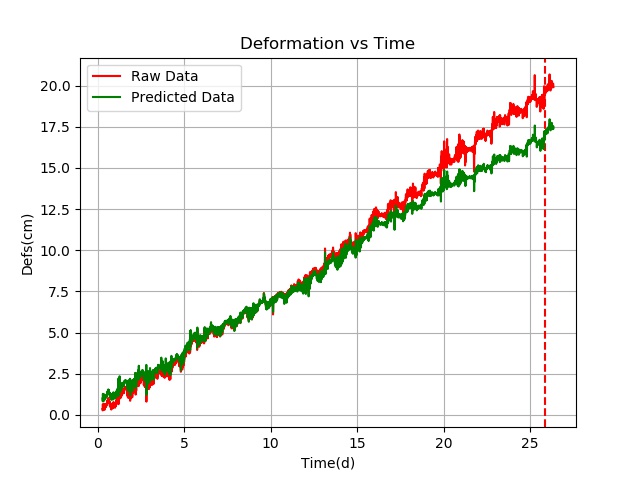 Deformation vs Time
Raw Data
Predicted Data
Defs(cm)
20.0
17.5
15.0
12.5
10.0
7.5
5.0
2.5
0.0
0 5 10 15 20 25
Time(d)